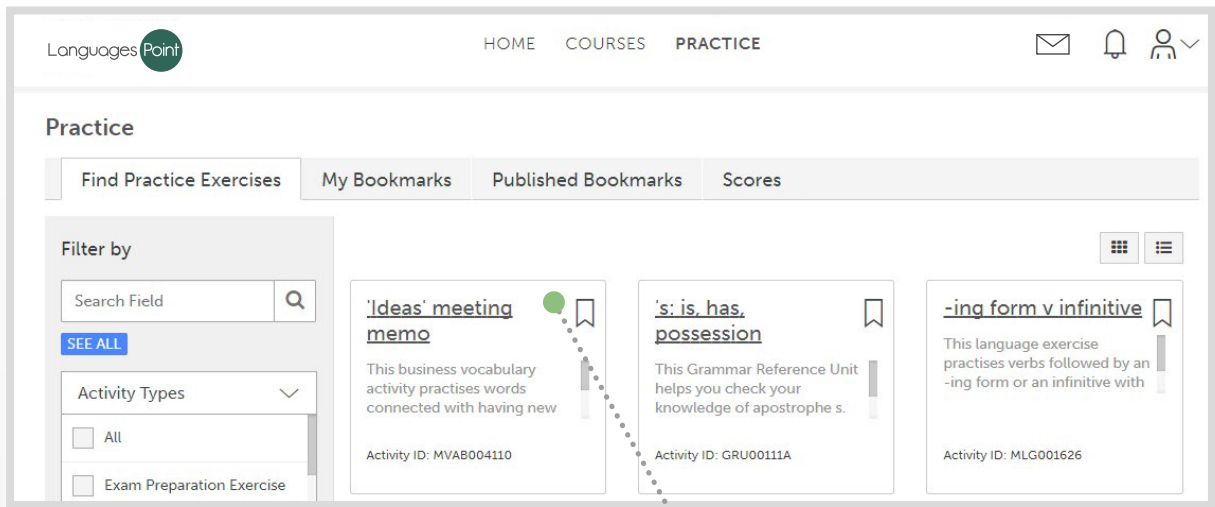 Languages Point
HOME COURSES PRACTICE
Practice
Find Practice Exercises My Bookmarks Published Bookmarks Scores
Filter by
Search Field
SEE ALL
Activity Types
All
Exam Preparation Exercise
'Ideas' meeting
memo
This business vocabulary
activity practises words
connected with having new
Activity ID: MVAB004110
's: is, has,
possession
This Grammar Reference Unit
helps you check your
knowledge of apostrophe s.
Activity ID: GRU00111A
-ing form v infinitive
This language exercise
practises verbs followed by an
-ing form or an infinitive with
Activity ID: MLG001626